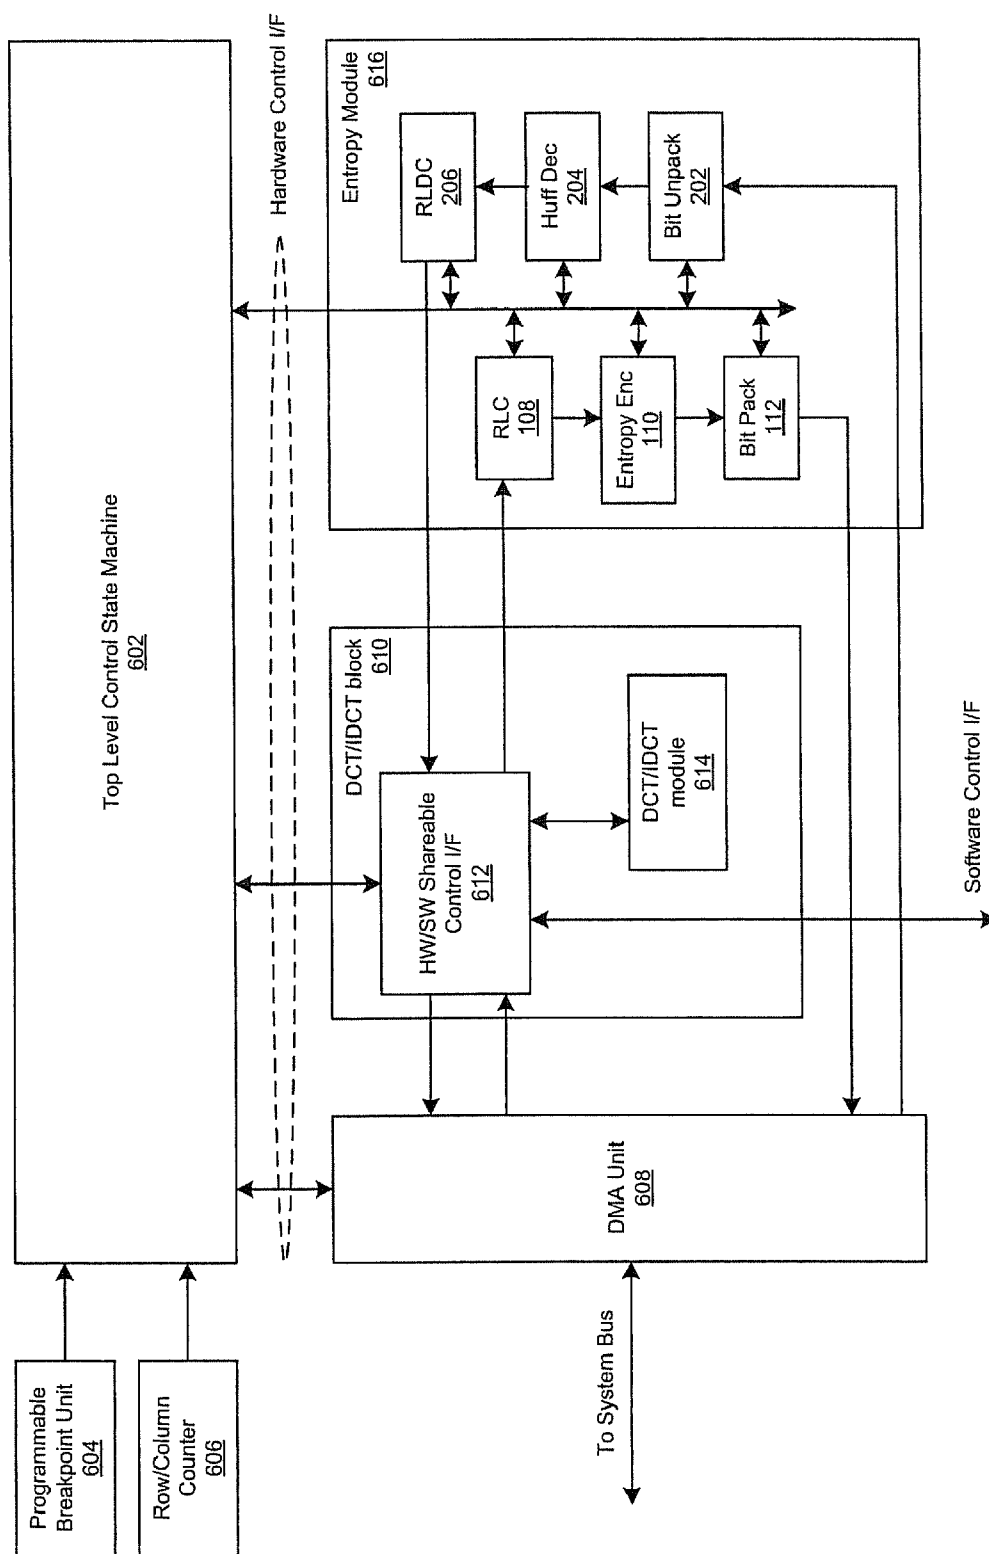 Programmable
Breakpoint Unit
604
Row/Column
Counter
606
Top Level Control State Machine
602
Hardware Control I/F
To System Bus
DMA Unit
608
DCT/IDCT block
610
HW/SW Shareable
Control I/F
612
DCT/IDCT
module
614
Software Control I/F
Entropy Module
616
RLC
108
Entropy Enc
110
Bit Pack
112
RLDC
206
Huff Dec
204
Bit Unpack
202